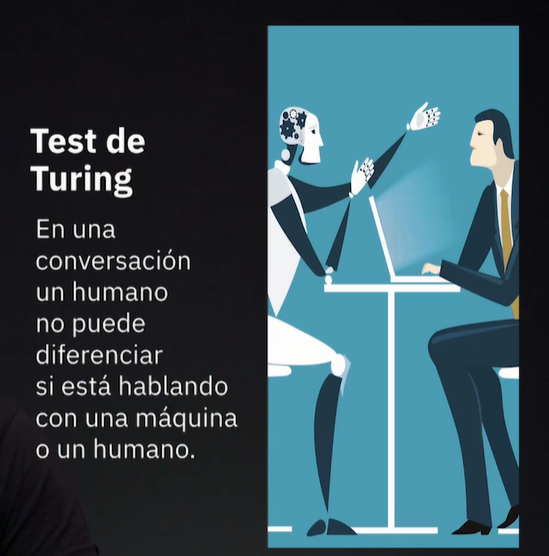 Test de
Turing
En una
conversación
un humano
no puede
diferenciar
si está hablando
con una máquina
o un humano.